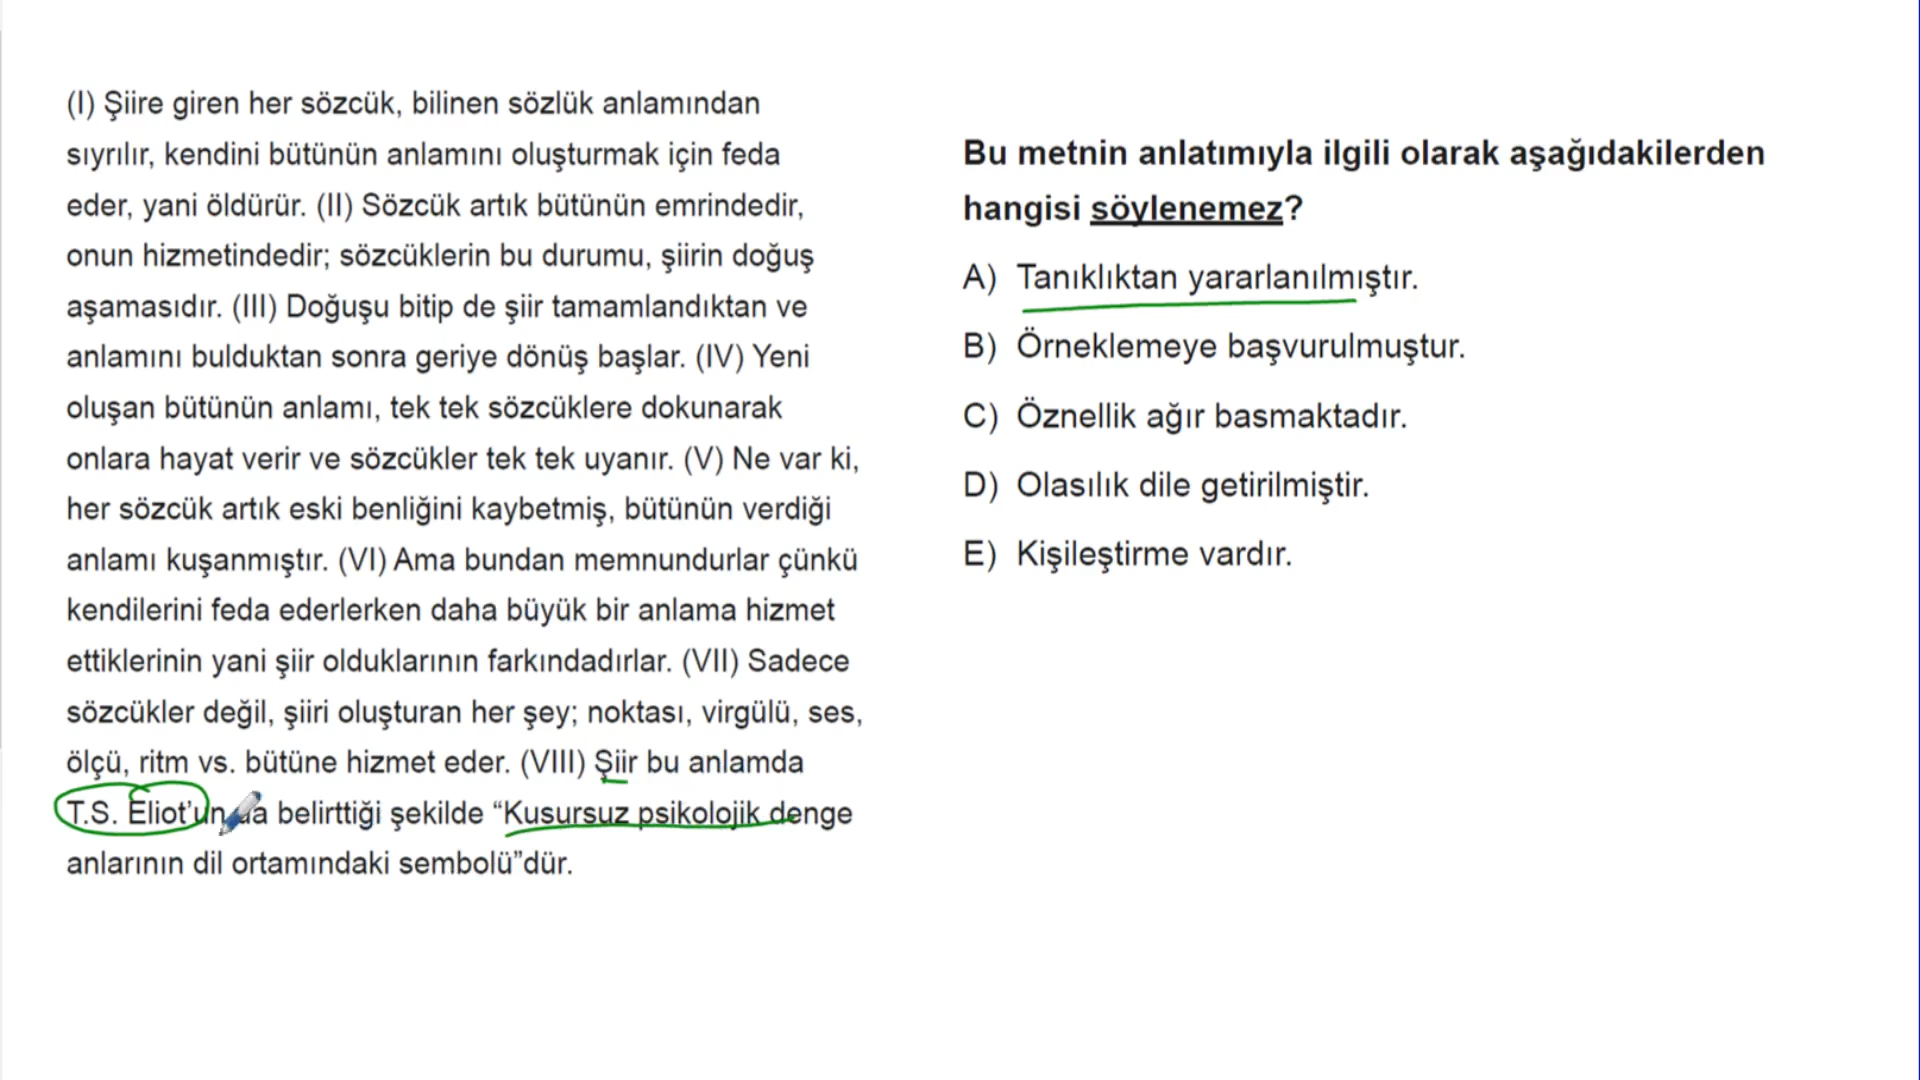 (I) Şiire giren her sözcük, bilinen sözlük anlamından
sıyrılır, kendini bütünün anlamını oluşturmak için feda
eder, yani öldürür. (II) Sözcük artık bütünün emrindedir,
onun hizmetindedir; sözcüklerin bu durumu, şiirin doğuş
aşamasıdır. (III) Doğuşu bitip de şiir tamamlandıktan ve
anlamını bulduktan sonra geriye dönüş başlar. (IV) Yeni
oluşan bütünün anlamı, tek tek sözcüklere dokunarak
onlara hayat verir ve sözcükler tek tek uyanır. (V) Ne var ki,
her sözcük artık eski benliğini kaybetmiş, bütünün verdiği
anlamı kuşanmıştır. (VI) Ama bundan memnundurlar çünkü
kendilerini feda ederlerken daha büyük bir anlama hizmet
ettiklerinin yani şiir olduklarının farkındadırlar. (VII) Sadece
sözcükler değil, şiiri oluşturan her şey; noktası, virgülü, ses,
ölçü, ritm vs. bütüne hizmet eder. (VIII) Şiir bu anlamda
T.S. Eliot’un da belirttiği şekilde “Kusursuz psikolojik denge
anlarının dil ortamındaki sembolü”dür.
Bu metnin anlatımıyla ilgili olarak aşağıdakilerden
hangisi söylenemez?
A) Tanıklıktan yararlanılmıştır.
B) Örneklemeye başvurulmuştur.
C) Öznellik ağır basmaktadır.
D) Olasılık dile getirilmiştir.
E) Kişileştirme vardır.